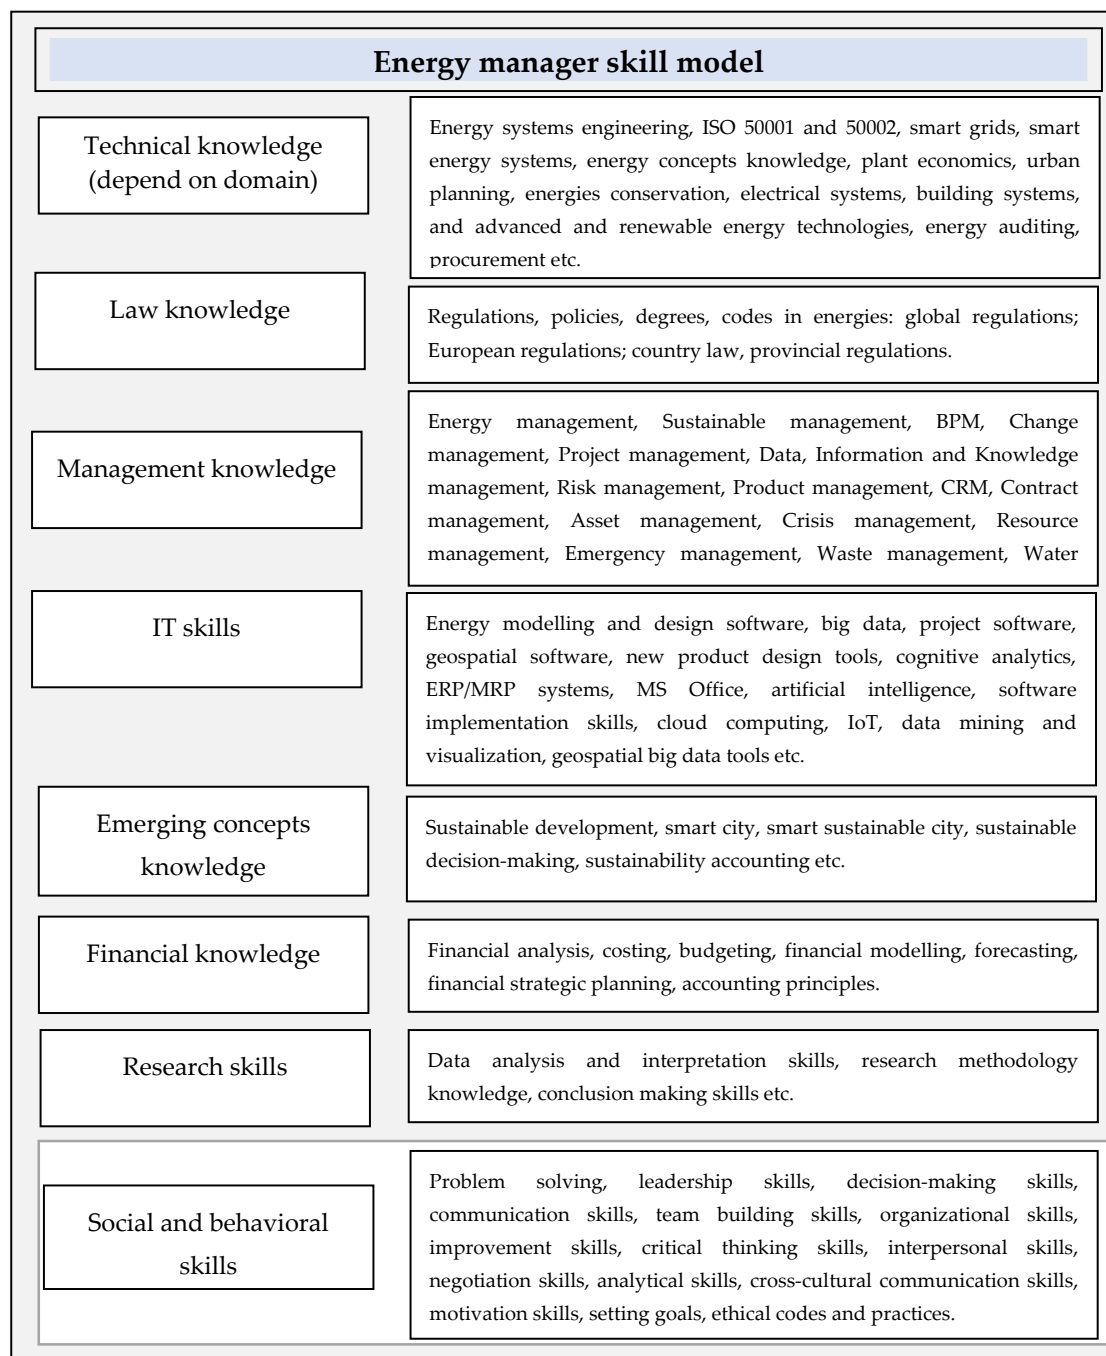 Energy manager skill model
Technical knowledge
(depend on domain)
Energy systems engineering, ISO 50001 and 50002, smart grids, smart
energy systems, energy concepts knowledge, plant economics, urban
planning, energies conservation, electrical systems, building systems,
and advanced and renewable energy technologies, energy auditing,
procurement etc.
Law knowledge
Regulations, policies, degrees, codes in energies: global regulations;
European regulations; country law, provincial regulations.
Management knowledge
Energy management, Sustainable management, BPM, Change
management, Project management, Data, Information and Knowledge
management, Risk management, Product management, CRM, Contract
management, Asset management, Crisis management, Resource
management, Emergency management, Waste management, Water
IT skills
Energy modelling and design software, big data, project software,
geospatial software, new product design tools, cognitive analytics,
ERP/MRP systems, MS Office, artificial intelligence, software
implementation skills, cloud computing, IoT, data mining and
visualization, geospatial big data tools etc.
Emerging concepts
knowledge
Sustainable development, smart city, smart sustainable city, sustainable
decision-making, sustainability accounting etc.
Financial knowledge
Financial analysis, costing, budgeting, financial modelling, forecasting,
financial strategic planning, accounting principles.
Research skills
Data analysis and interpretation skills, research methodology
knowledge, conclusion making skills etc.
Social and behavioral
skills
Problem solving, leadership skills, decision-making skills,
communication skills, team building skills, organizational skills,
improvement skills, critical thinking skills, interpersonal skills,
negotiation skills, analytical skills, cross-cultural communication skills,
motivation skills, setting goals, ethical codes and practices.